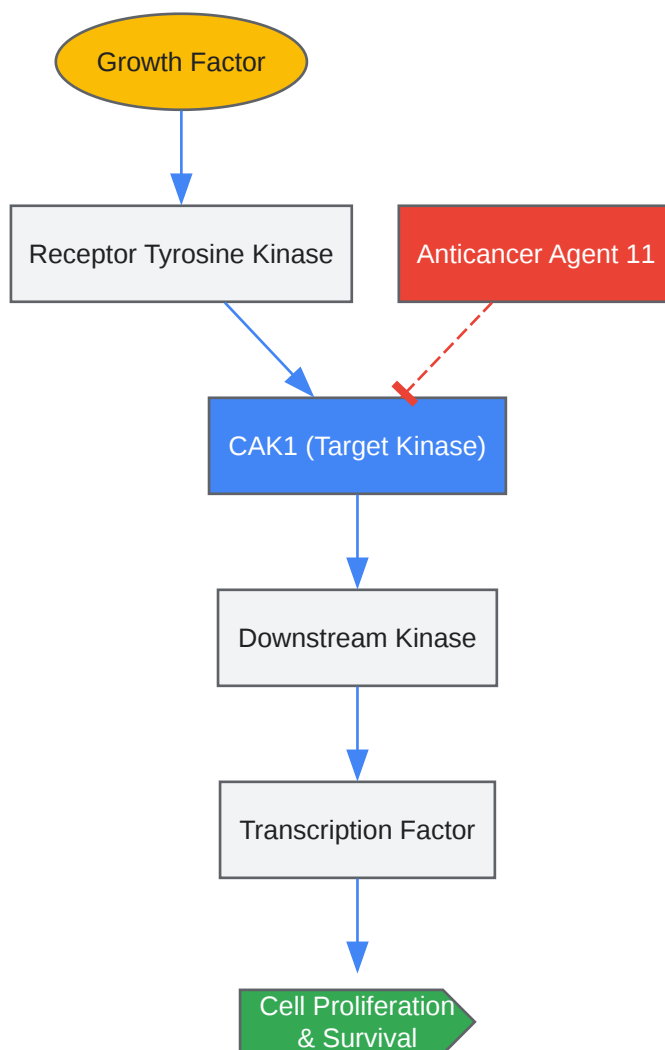 Growth Factor
Receptor Tyrosine Kinase
Anticancer Agent 11
CAK1 (Target Kinase)
Downstream Kinase
Transcription Factor
Cell Proliferation
& Survival